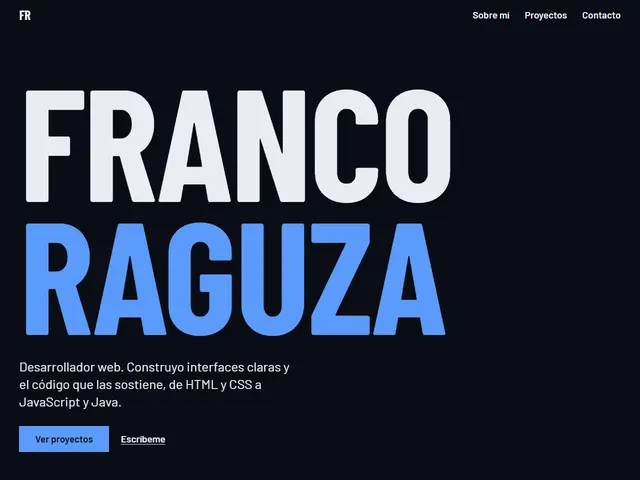 FR
Sobre mí
Proyectos
Contacto
FRANCO
RAGUZA
Desarrollador web. Construyo interfaces claras y
el código que las sostiene, de HTML y CSS a
JavaScript y Java.
Ver proyectos
Escribeme